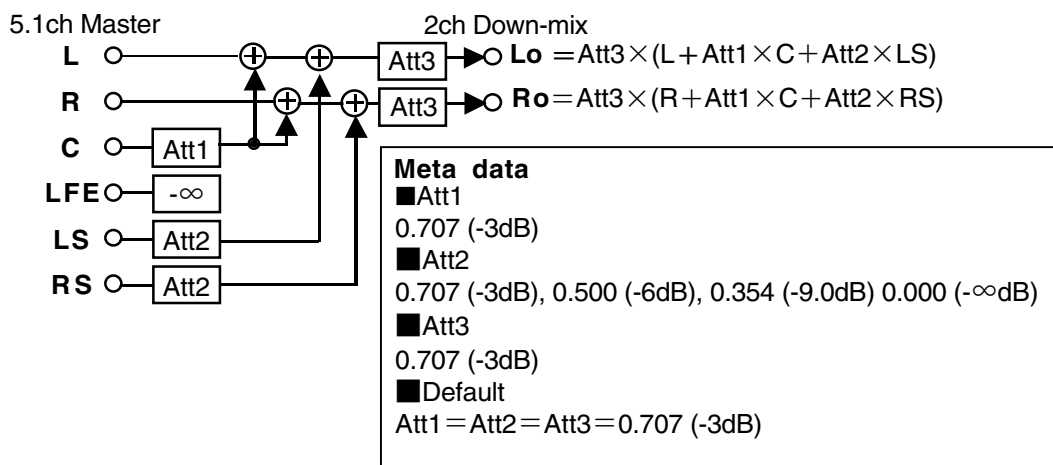 5.1ch Master
2ch Down-mix
L Att3 Lo =Att3×(L+Att1×C+Att2×LS)
R Att3 Ro=Att3×(R+Att1×C+Att2×RS)
C Att1
LFE -∞
LS Att2
RS Att2
Meta data
■Att1
0.707 (-3dB)
■Att2
0.707 (-3dB), 0.500 (-6dB), 0.354 (-9.0dB) 0.000 (-∞dB)
■Att3
0.707 (-3dB)
■Default
Att1=Att2=Att3=0.707 (-3dB)